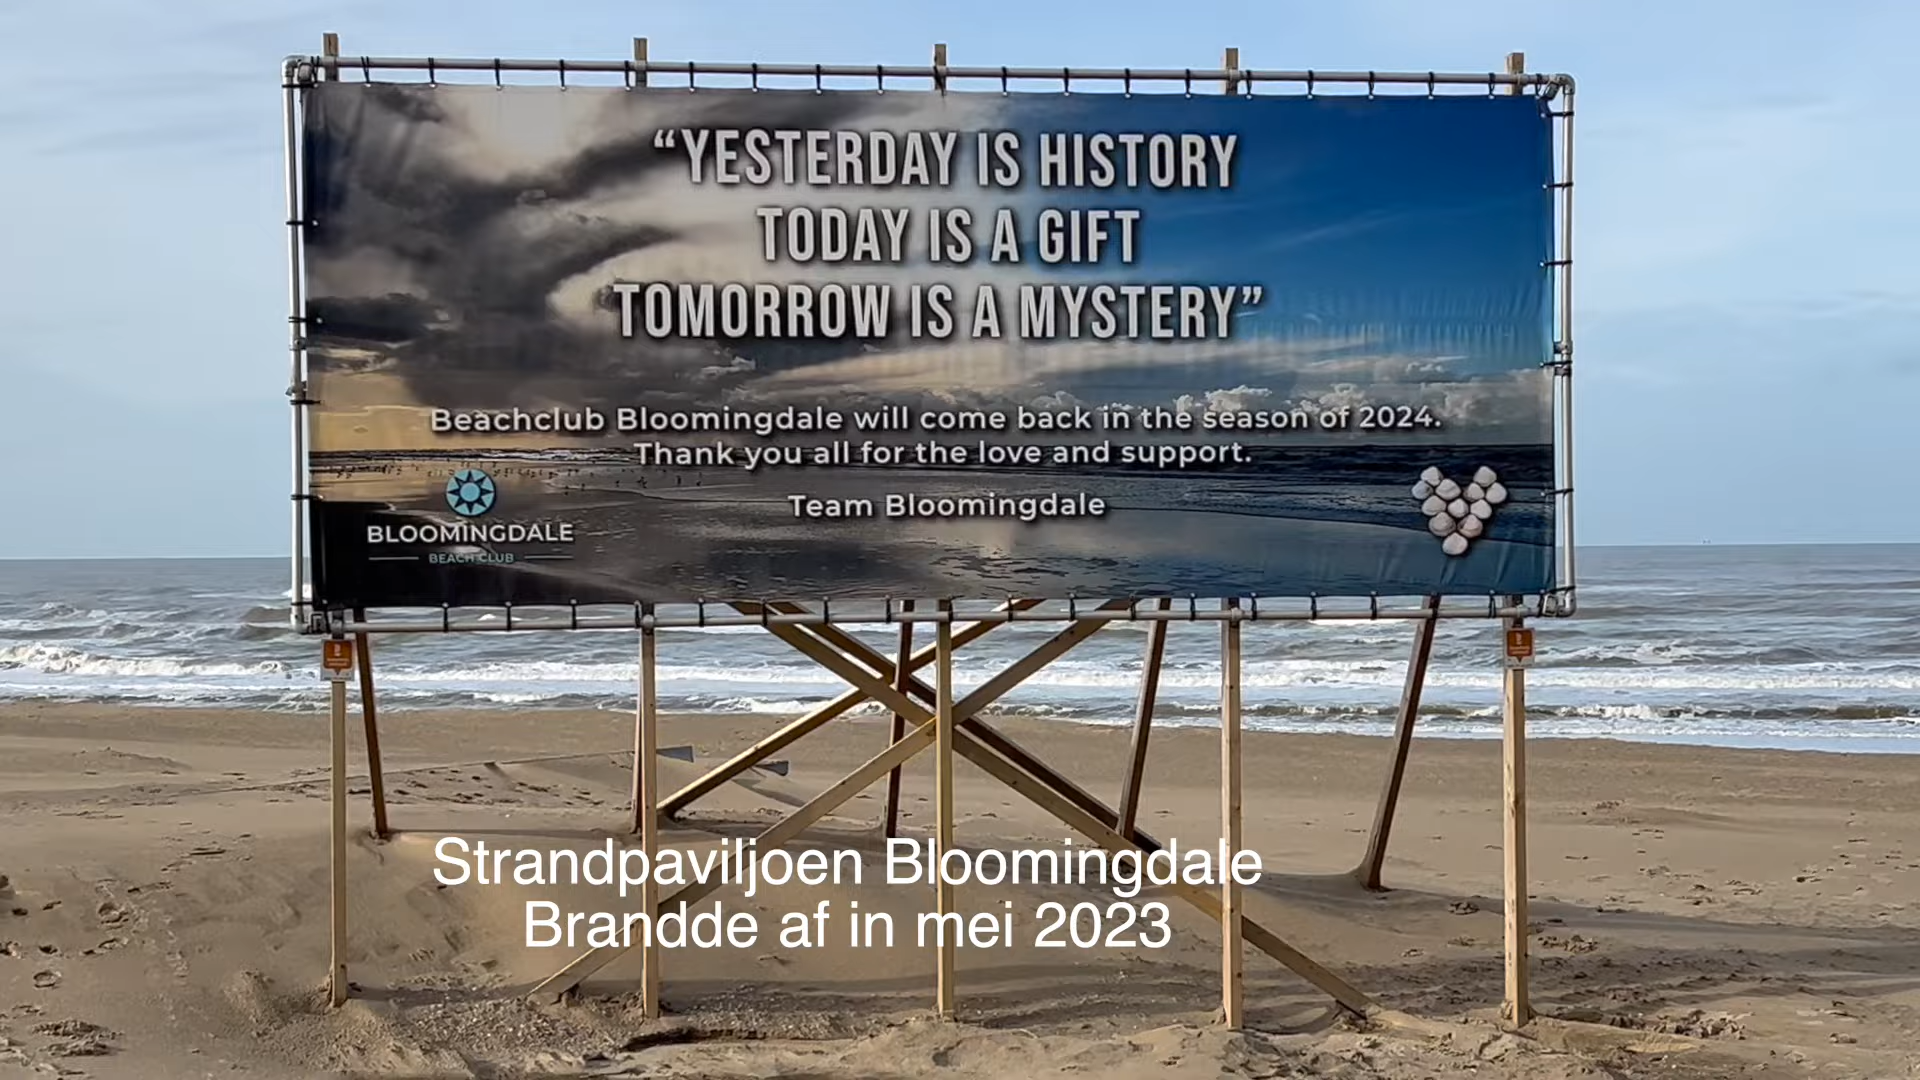 “YESTERDAY IS HISTORY
TODAY IS A GIFT
TOMORROW IS A MYSTERY”
Beachclub Bloomingdale will come back in the season of 2024.
Thank you all for the love and support.
Team Bloomingdale
BLOOMINGDALE
BEACH CLUB
Strandpaviljoen Bloomingdale
Brandde af in mei 2023